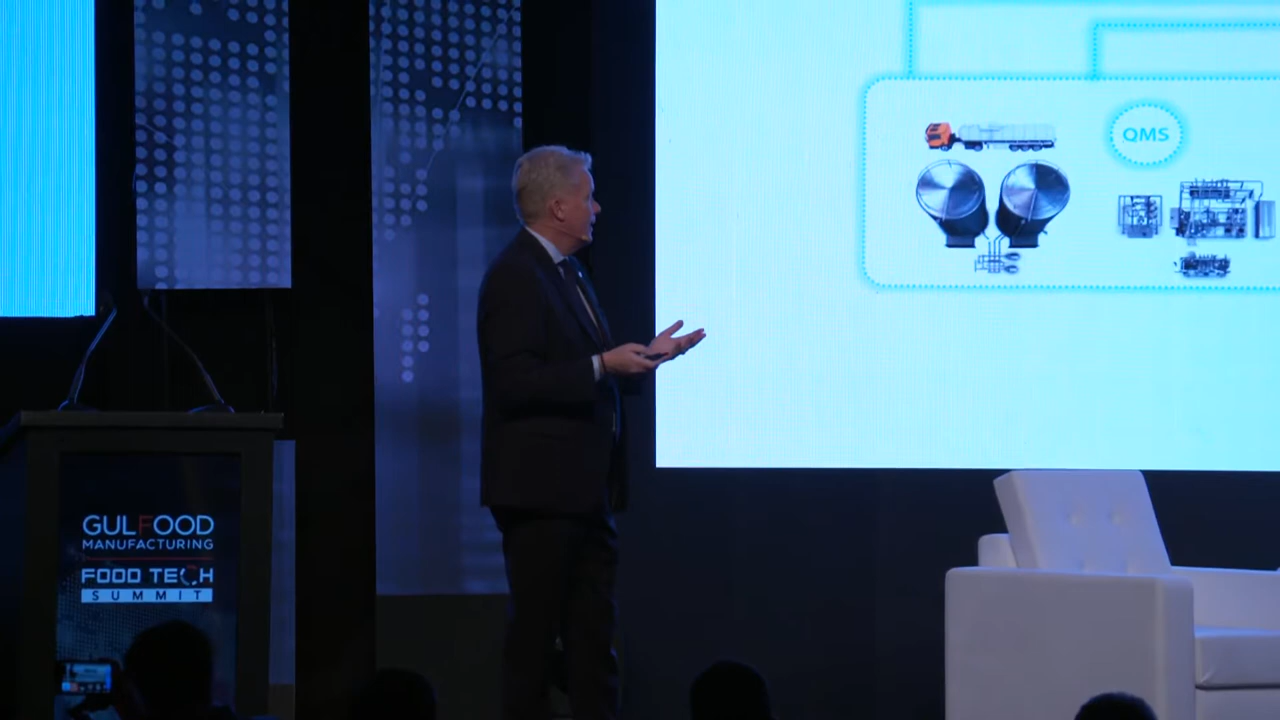 QMS
GULFOOD
MANUFACTURING
FOOD TECH
SUMMIT